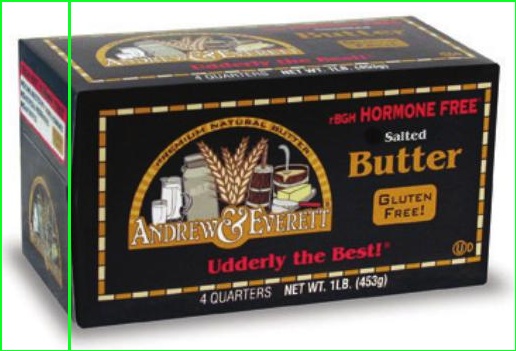 Butter
Udderly the Best!
4 QUARTERS NET WT. 1LB. (453g)
rBGH HORMONE FREE
Salted
Butter
GLUTEN
FREE!
PREMIUM NATURAL BUTTER
ANDREW & EVERETT
Udderly the Best!®
4 QUARTERS NET WT. 1LB. (453g)